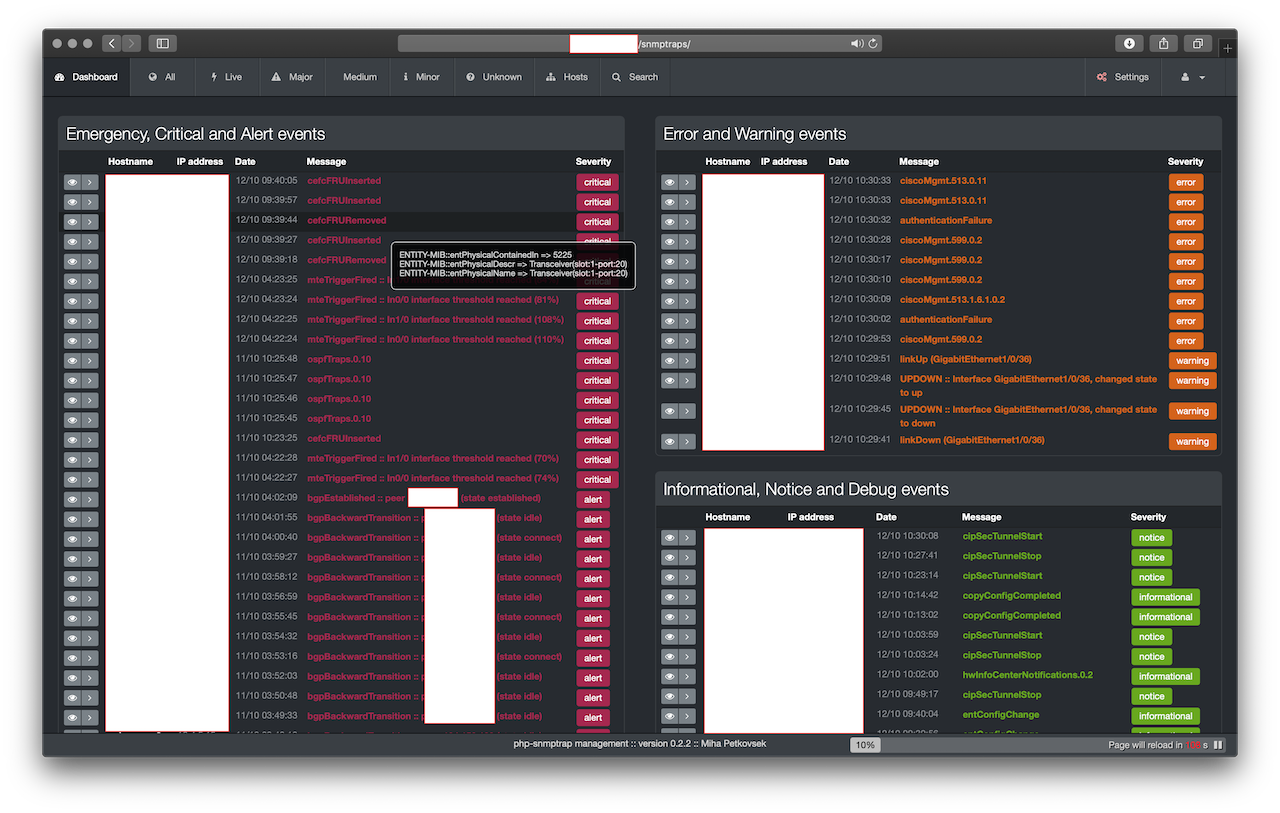 /snmptraps/
Dashboard All Live Major Medium Minor Unknown Hosts Search Settings
Emergency, Critical and Alert events
Hostname IP address Date Message Severity
12/10 09:40:05 cefcFRUInserted critical
12/10 09:39:57 cefcFRUInserted critical
12/10 09:39:44 cefcFRURemoved critical
12/10 09:39:27 cefcFRUInserted critical
12/10 09:39:18 cefcFRURemoved
ENTITY-MIB::entPhysicalContainedIn => 5225
ENTITY-MIB::entPhysicalDescr => Transceiver(slot:1-port:20)
ENTITY-MIB::entPhysicalName => Transceiver(slot:1-port:20)
12/10 04:23:25 mteTriggerFired :: critical
12/10 04:23:24 mteTriggerFired :: In0/0 interface threshold reached (81%) critical
12/10 04:22:25 mteTriggerFired :: In1/0 interface threshold reached (108%) critical
12/10 04:22:24 mteTriggerFired :: In0/0 interface threshold reached (110%) critical
11/10 10:25:48 ospfTraps.0.10 critical
11/10 10:25:47 ospfTraps.0.10 critical
11/10 10:25:46 ospfTraps.0.10 critical
11/10 10:25:45 ospfTraps.0.10 critical
11/10 10:23:25 cefcFRUInserted critical
11/10 04:22:28 mteTriggerFired :: In1/0 interface threshold reached (70%) critical
11/10 04:22:27 mteTriggerFired :: In0/0 interface threshold reached (74%) critical
11/10 04:02:09 bgpEstablished :: peer (state established) alert
11/10 04:01:55 bgpBackwardTransition :: (state idle) alert
11/10 04:00:40 bgpBackwardTransition :: (state connect) alert
11/10 03:59:27 bgpBackwardTransition :: (state idle) alert
11/10 03:58:12 bgpBackwardTransition :: (state connect) alert
11/10 03:56:59 bgpBackwardTransition :: (state idle) alert
11/10 03:55:45 bgpBackwardTransition :: (state connect) alert
11/10 03:54:32 bgpBackwardTransition :: (state idle) alert
11/10 03:53:16 bgpBackwardTransition :: (state connect) alert
11/10 03:52:03 bgpBackwardTransition :: (state idle) alert
11/10 03:50:48 bgpBackwardTransition :: (state idle) alert
11/10 03:49:33 bgpBackwardTransition :: (state idle) alert
Error and Warning events
Hostname IP address Date Message Severity
12/10 10:30:33 ciscoMgmt.513.0.11 error
12/10 10:30:33 ciscoMgmt.513.0.11 error
12/10 10:30:32 authenticationFailure error
12/10 10:30:28 ciscoMgmt.599.0.2 error
12/10 10:30:17 ciscoMgmt.599.0.2 error
12/10 10:30:10 ciscoMgmt.599.0.2 error
12/10 10:30:09 ciscoMgmt.513.1.6.1.0.2 error
12/10 10:30:02 authenticationFailure error
12/10 10:29:53 ciscoMgmt.599.0.2 error
12/10 10:29:51 linkUp (GigabitEthernet1/0/36) warning
12/10 10:29:48 UPDOWN :: Interface GigabitEthernet1/0/36, changed state warning
to up
12/10 10:29:45 UPDOWN :: Interface GigabitEthernet1/0/36, changed state warning
to down
12/10 10:29:41 linkDown (GigabitEthernet1/0/36) warning
Informational, Notice and Debug events
Hostname IP address Date Message Severity
12/10 10:30:08 cipSecTunnelStart notice
12/10 10:27:41 cipSecTunnelStop notice
12/10 10:23:14 cipSecTunnelStart notice
12/10 10:14:42 copyConfigCompleted informational
12/10 10:13:02 copyConfigCompleted informational
12/10 10:03:59 cipSecTunnelStart notice
12/10 10:03:24 cipSecTunnelStop notice
12/10 10:02:00 hwInfoCenterNotifications.0.2 informational
12/10 09:49:17 cipSecTunnelStop notice
12/10 09:40:04 entConfigChange informational
php-snmptrap management :: version 0.2.2 :: Miha Petkovsek 10% Page will reload in s